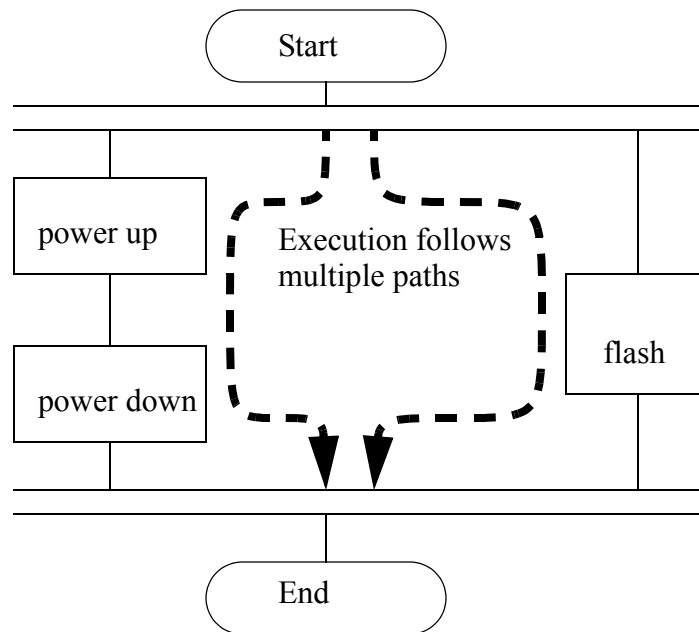 Start
power up
Execution follows
multiple paths
flash
power down
End